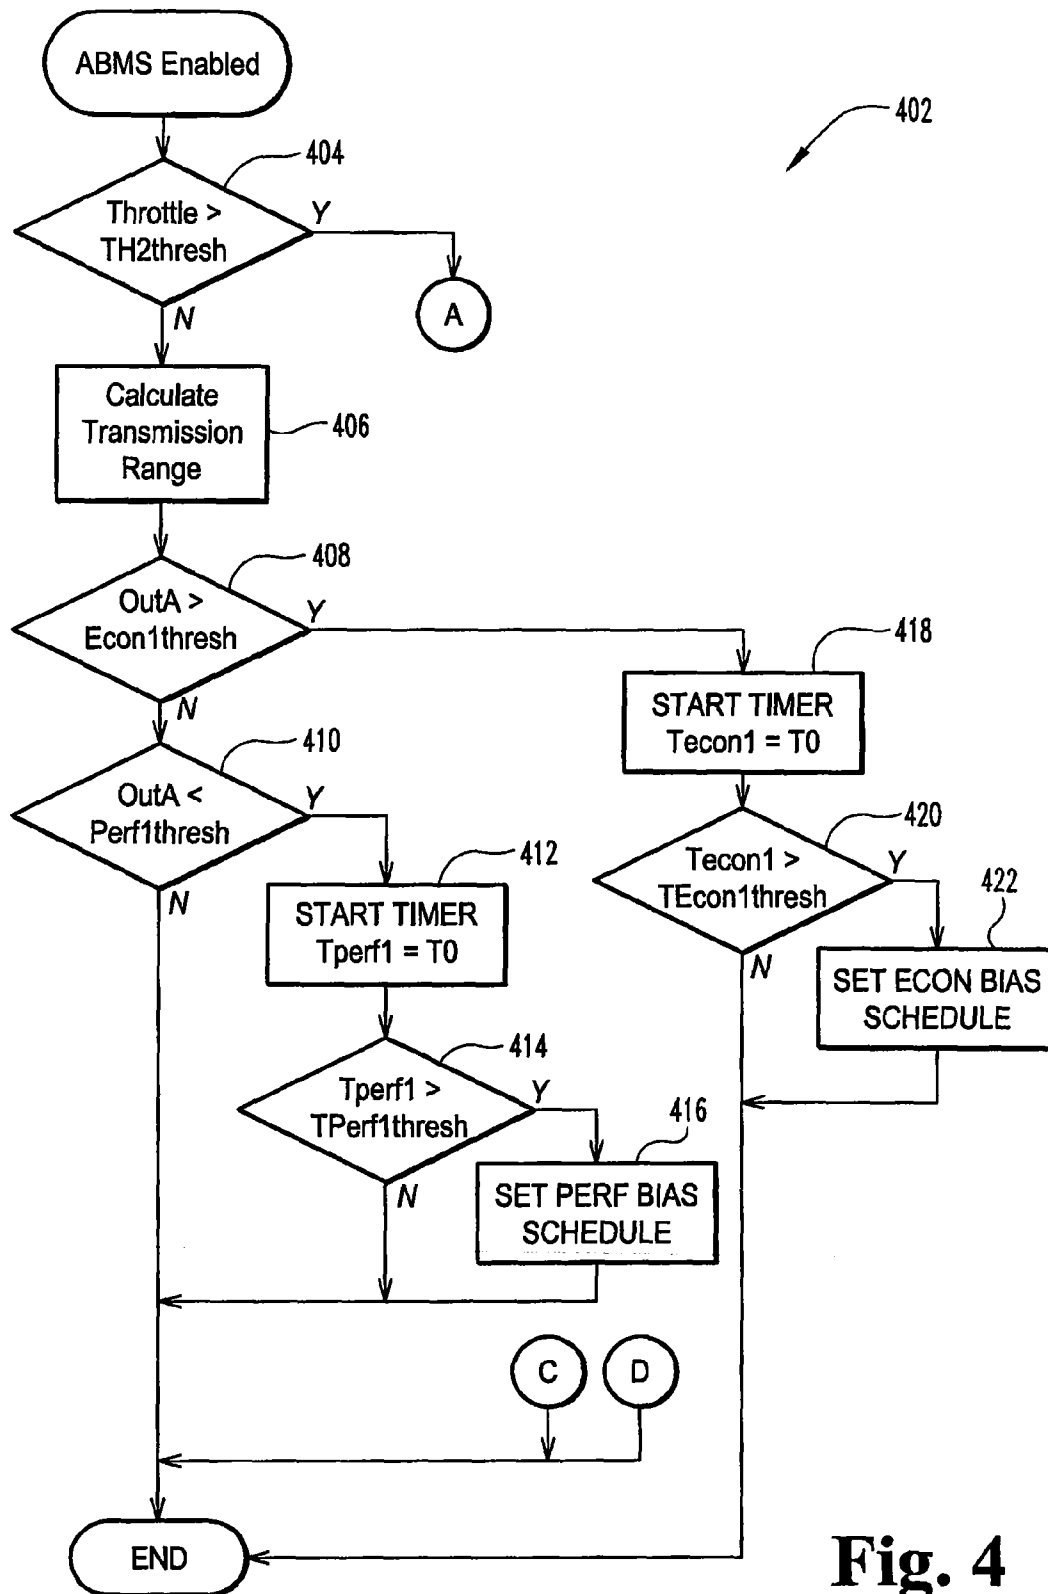 ABMS Enabled
402
404
Throttle >
TH2thresh
Y
N
A
Calculate
Transmission
Range
406
408
OutA >
Econ1thresh
Y
N
418
START TIMER
Tecon1 = T0
410
OutA <
Perf1thresh
Y
N
420
Tecon1 >
TEcon1thresh
Y
N
412
START TIMER
Tperf1 = T0
422
SET ECON BIAS
SCHEDULE
414
Tperf1 >
TPerf1thresh
Y
N
416
SET PERF BIAS
SCHEDULE
C
D
END
Fig. 4